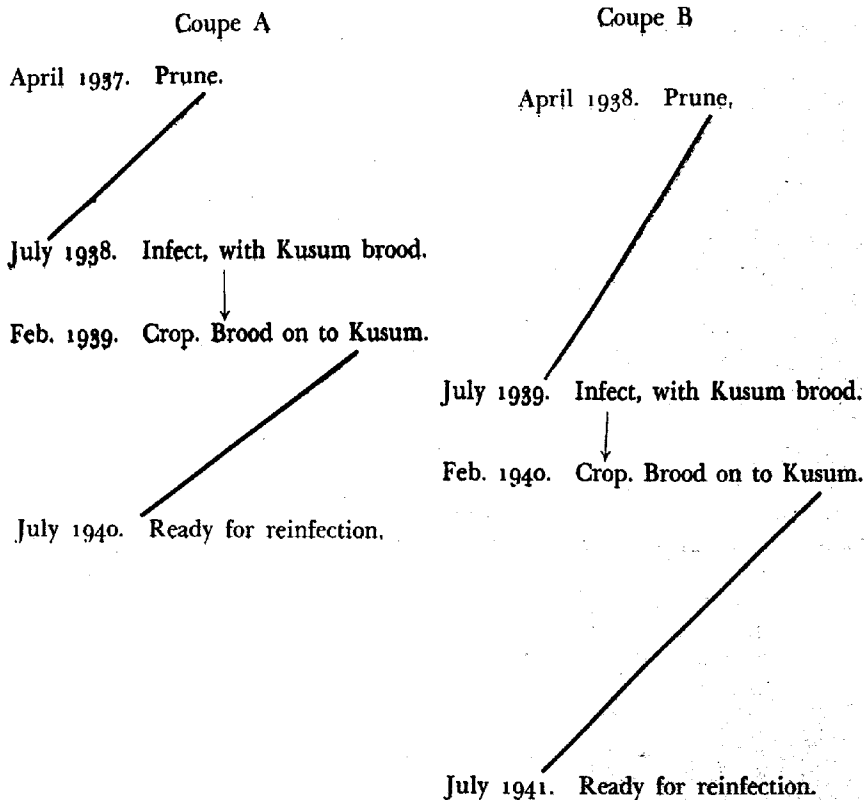 Coupe A
April 1937. Prune.
July 1938. Infect, with Kusum brood.
Feb. 1939. Crop. Brood on to Kusum.
July 1940. Ready for reinfection.
Coupe B
April 1938. Prune.
July 1939. Infect, with Kusum brood.
Feb. 1940. Crop. Brood on to Kusum.
July 1941. Ready for reinfection.